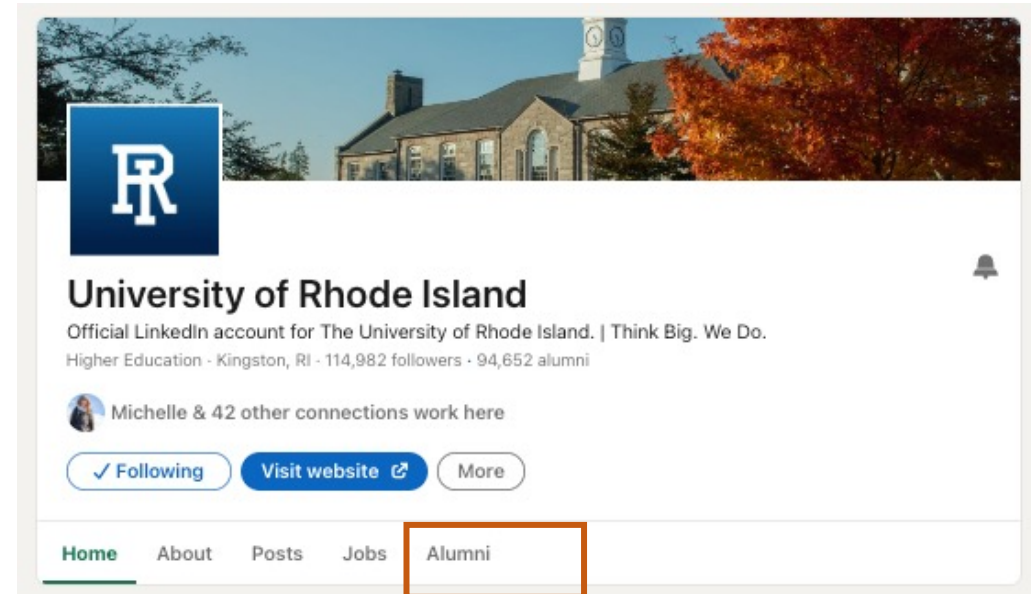 RI
University of Rhode Island
Official LinkedIn account for The University of Rhode Island. | Think Big. We Do.
Higher Education · Kingston, RI · 114,982 followers · 94,652 alumni
Michelle & 42 other connections work here
Following Visit website More
Home About Posts Jobs Alumni